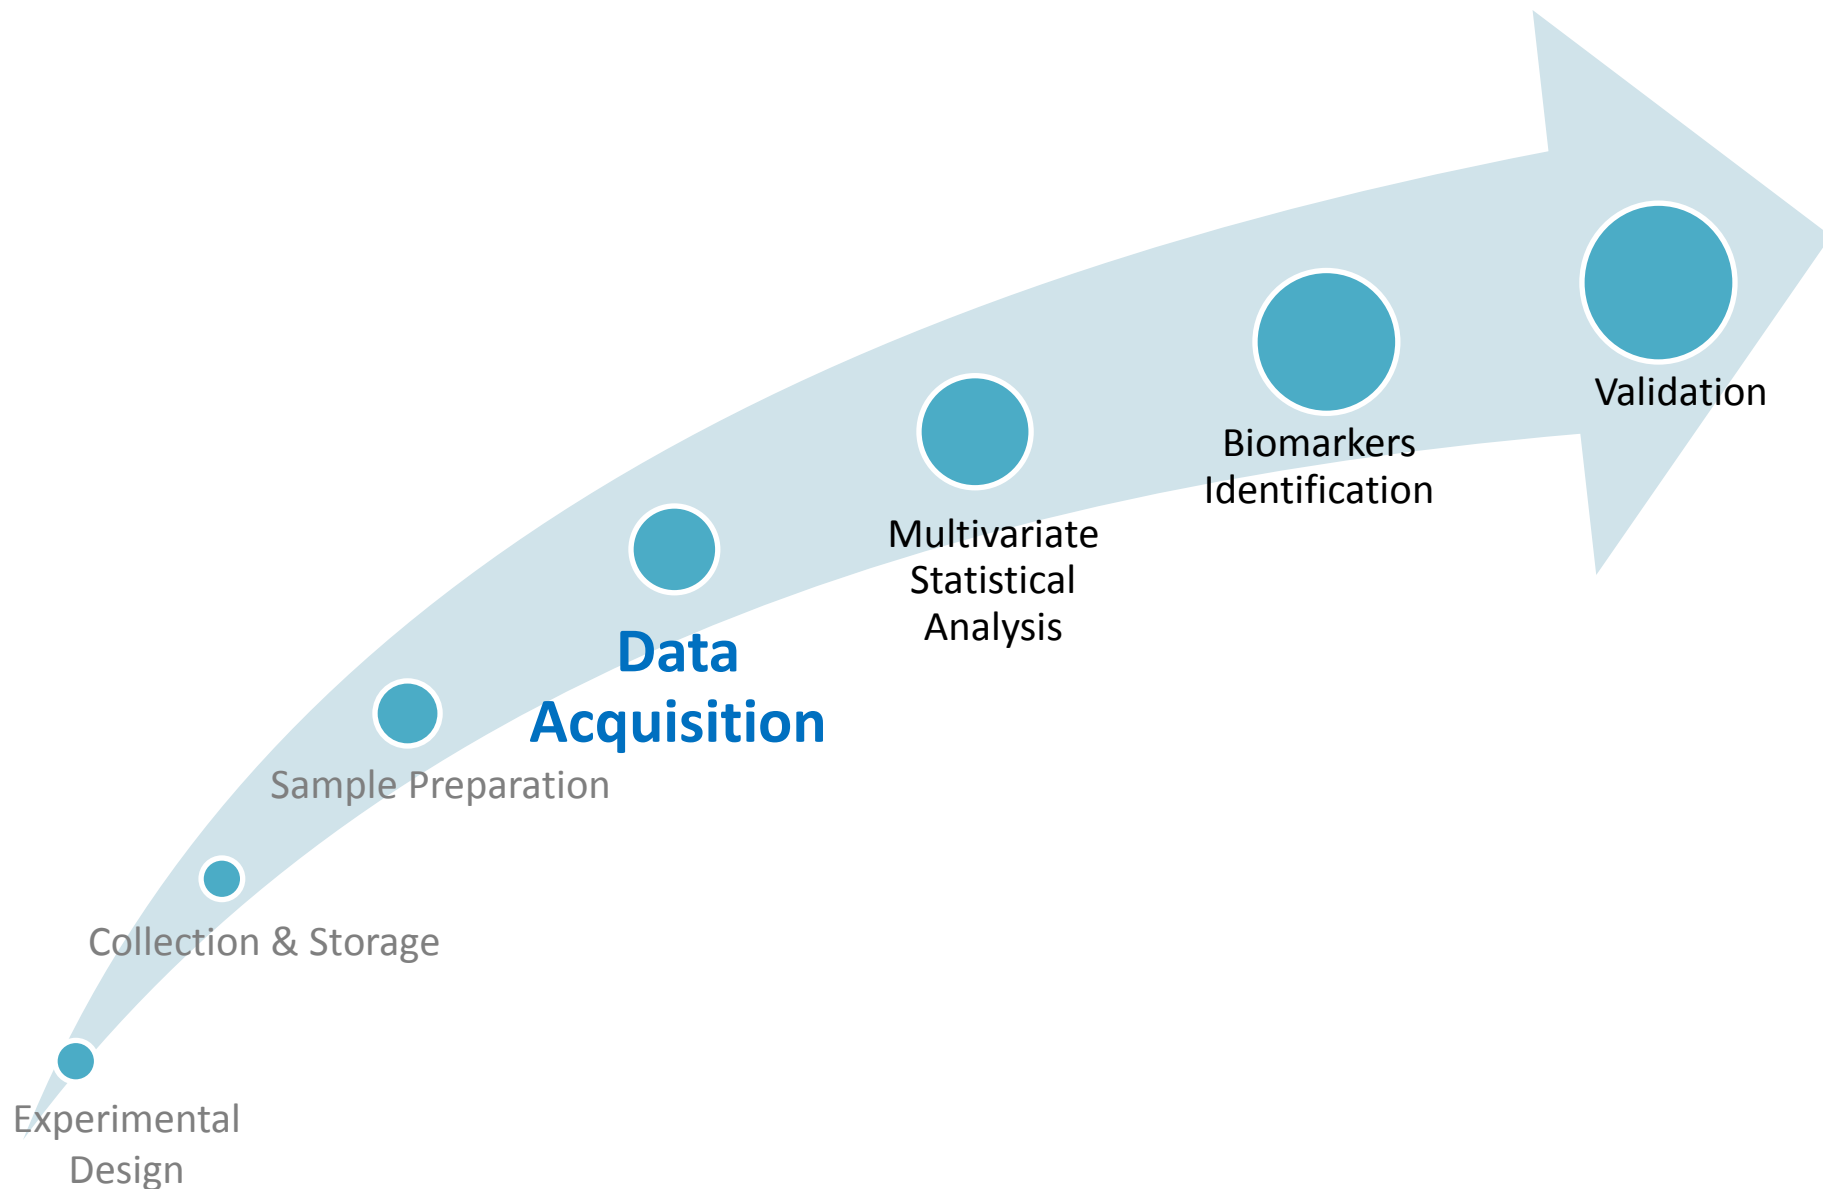 Experimental
Design
Collection & Storage
Sample Preparation
Data
Acquisition
Multivariate
Statistical
Analysis
Biomarkers
Identification
Validation